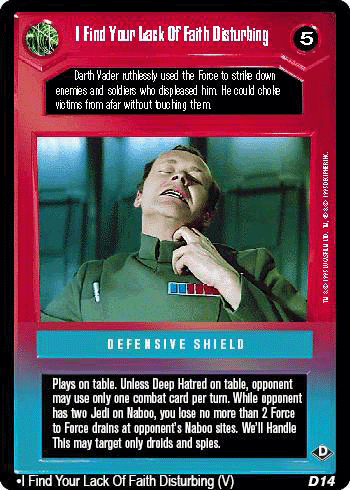 I Find Your Lack Of Faith Disturbing
5
Darth Vader ruthlessly used the Force to strike down
enemies and soldiers who displeased him. He could choke
victims from afar without touching them.
DEFENSIVE SHIELD
Plays on table. Unless Deep Hatred on table, opponent
may use only one combat card per turn. While opponent
has two Jedi on Naboo, you lose no more than 2 Force
to Force drains at opponent's Naboo sites. We'll Handle
This may target only droids and spies.
D
•I Find Your Lack Of Faith Disturbing (V)
D14